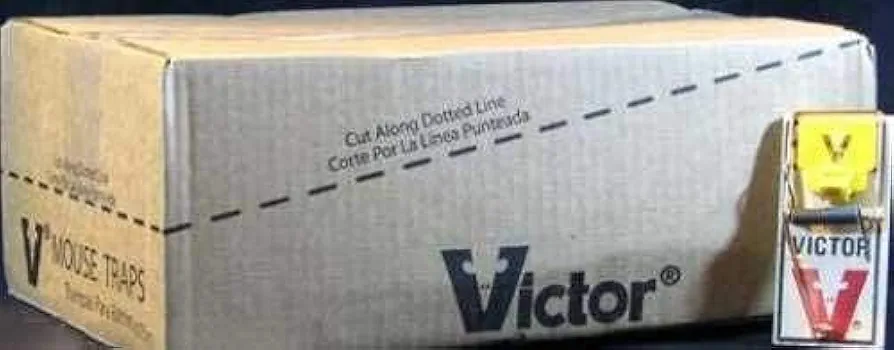 Cut Along Dotted Line
Corte Por La Linea Punteada
V® MOUSE TRAPS
Victor®
V
VICTOR
V®